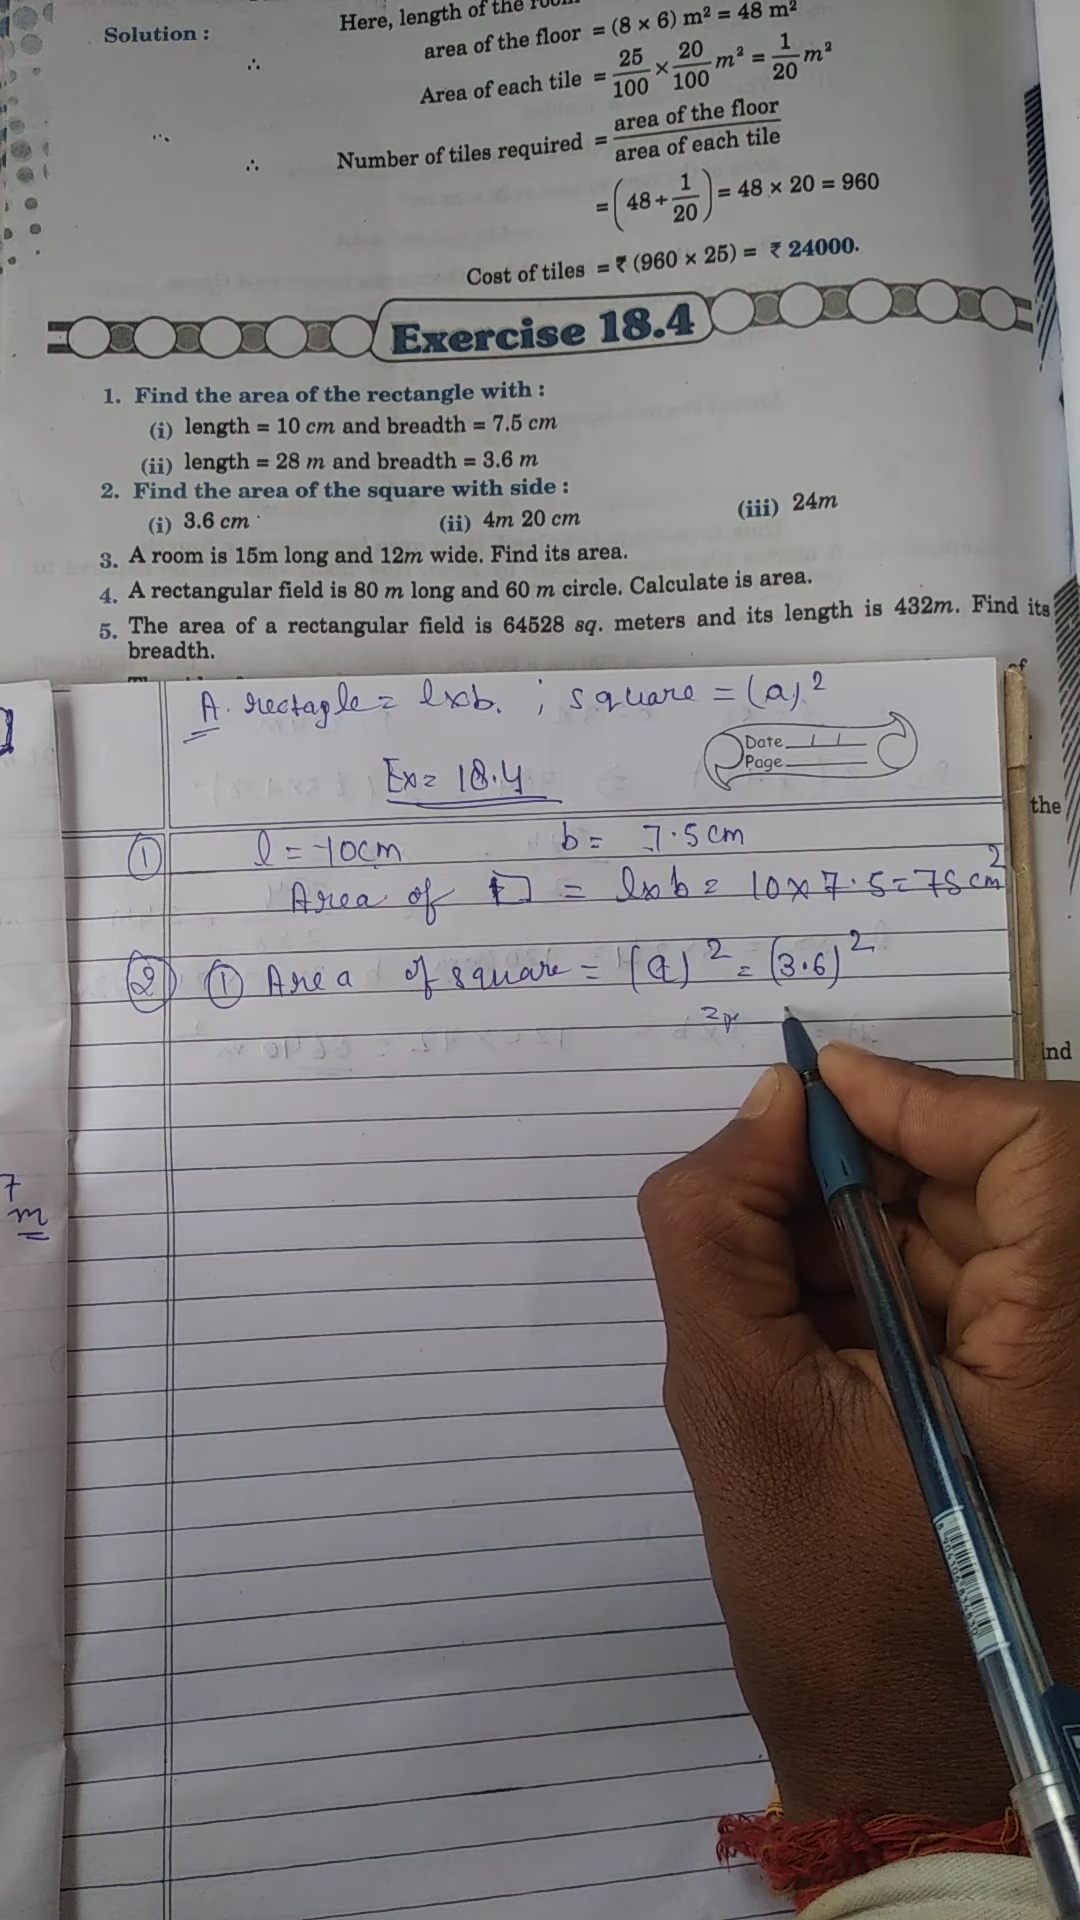 Solution :
Here, length of the
∴ area of the floor = (8 × 6) m² = 48 m²
Area of each tile = 25/100 × 20/100 m² = 1/20 m²
∴ Number of tiles required = area of the floor / area of each tile
= (48 ÷ 1/20) = 48 × 20 = 960
Cost of tiles = ₹ (960 × 25) = ₹ 24000.
Exercise 18.4
1. Find the area of the rectangle with :
(i) length = 10 cm and breadth = 7.5 cm
(ii) length = 28 m and breadth = 3.6 m
2. Find the area of the square with side :
(i) 3.6 cm (ii) 4m 20 cm (iii) 24m
3. A room is 15m long and 12m wide. Find its area.
4. A rectangular field is 80 m long and 60 m circle. Calculate is area.
5. The area of a rectangular field is 64528 sq. meters and its length is 432m. Find its
breadth.
of
A. rectagle = l×b. ; square = (a)²
Date
Page
Ex = 18.4
the
① l = 10cm b = 7.5 cm
Area of ▭ = l×b = 10 × 7.5 = 75 cm²
② ① Area of square = (a)² = (3.6)²
ind
7
m